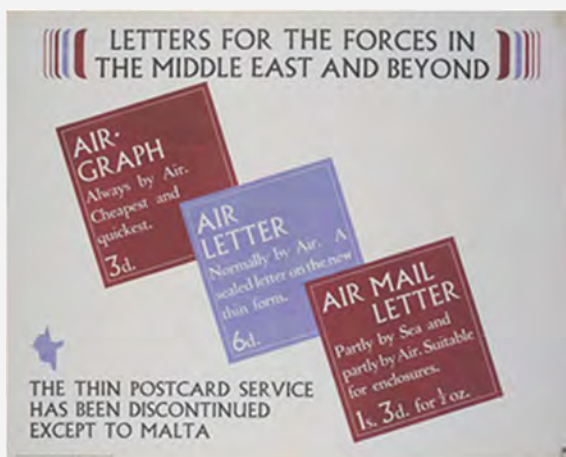 LETTERS FOR THE FORCES IN
THE MIDDLE EAST AND BEYOND
AIR-
GRAPH
Always by Air.
Cheapest and
quickest.
3d.
AIR
LETTER
Normally by Air. A
sealed letter on the new
thin form.
6d.
AIR MAIL
LETTER
Partly by Sea and
partly by Air. Suitable
for enclosures.
1s. 3d. for ½ oz.
THE THIN POSTCARD SERVICE
HAS BEEN DISCONTINUED
EXCEPT TO MALTA